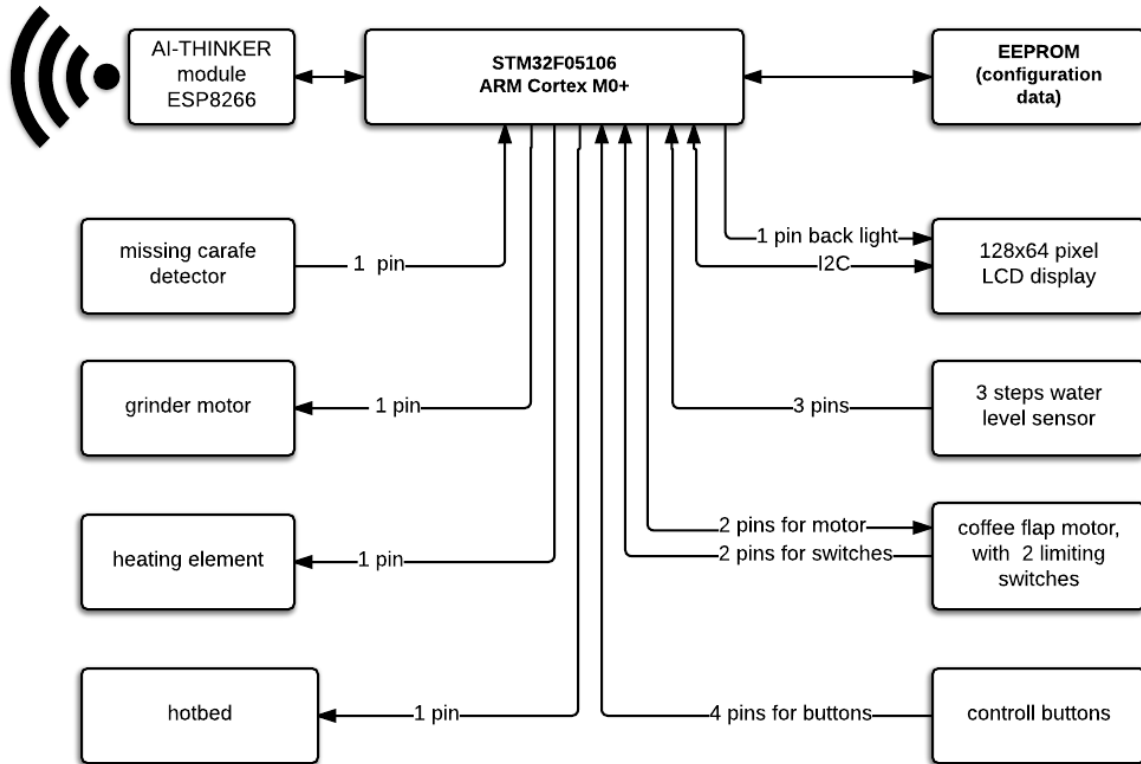 AI-THINKER
module
ESP8266
STM32F05106
ARM Cortex M0+
EEPROM
(configuration
data)
missing carafe
detector
1 pin
1 pin back light
I2C
128x64 pixel
LCD display
grinder motor
1 pin
3 pins
3 steps water
level sensor
heating element
1 pin
2 pins for motor
2 pins for switches
coffee flap motor,
with 2 limiting
switches
hotbed
1 pin
4 pins for buttons
controll buttons